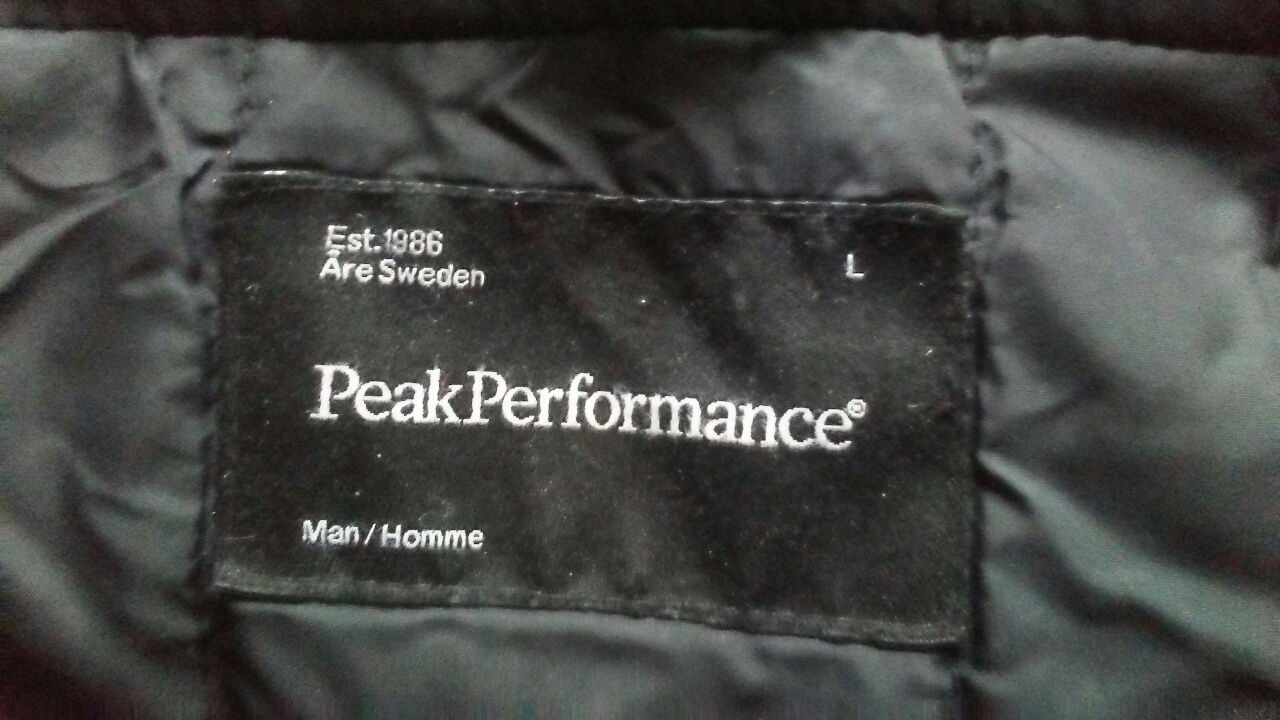 Est.1986
Åre Sweden
L
PeakPerformance®
Man / Homme